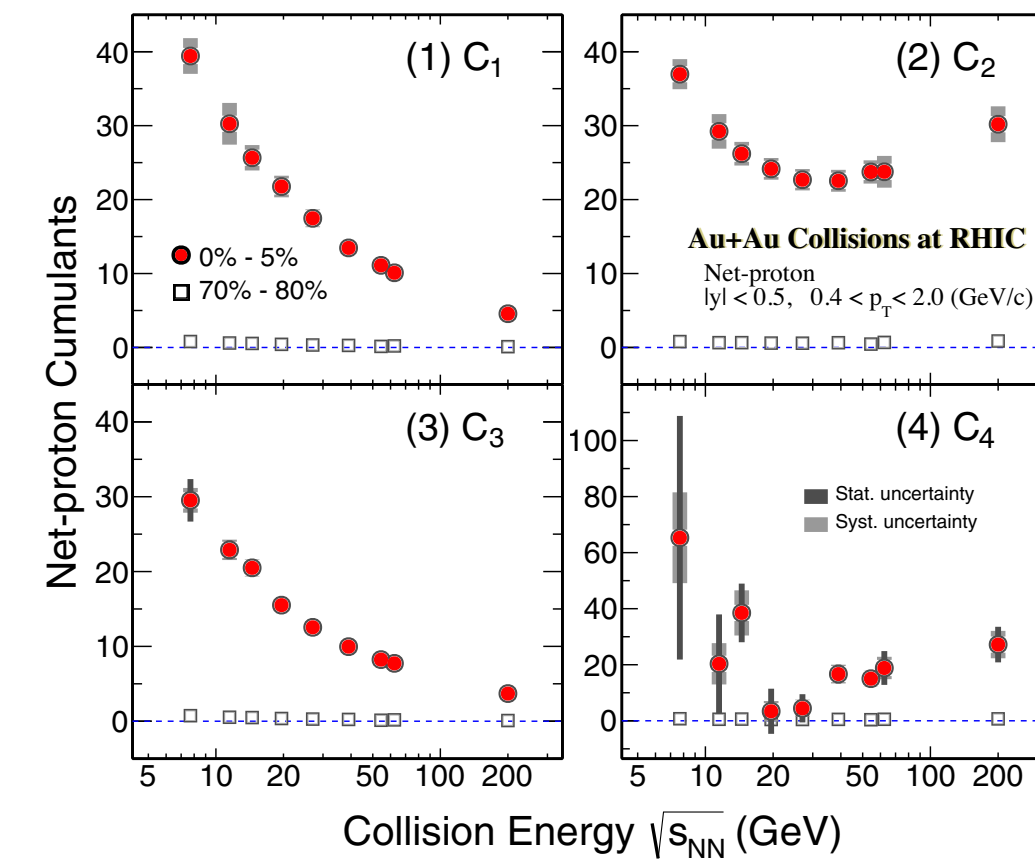 Net-proton Cumulants
(1) C₁
40
30
20
10
0
0% - 5%
70% - 80%
(2) C₂
40
30
20
10
0
Au+Au Collisions at RHIC
Net-proton
|y| < 0.5, 0.4 < p_T < 2.0 (GeV/c)
(3) C₃
40
30
20
10
0
5 10 20 50 100 200
(4) C₄
100
80
60
40
20
0
Stat. uncertainty
Syst. uncertainty
5 10 20 50 100 200
Collision Energy √s_NN (GeV)